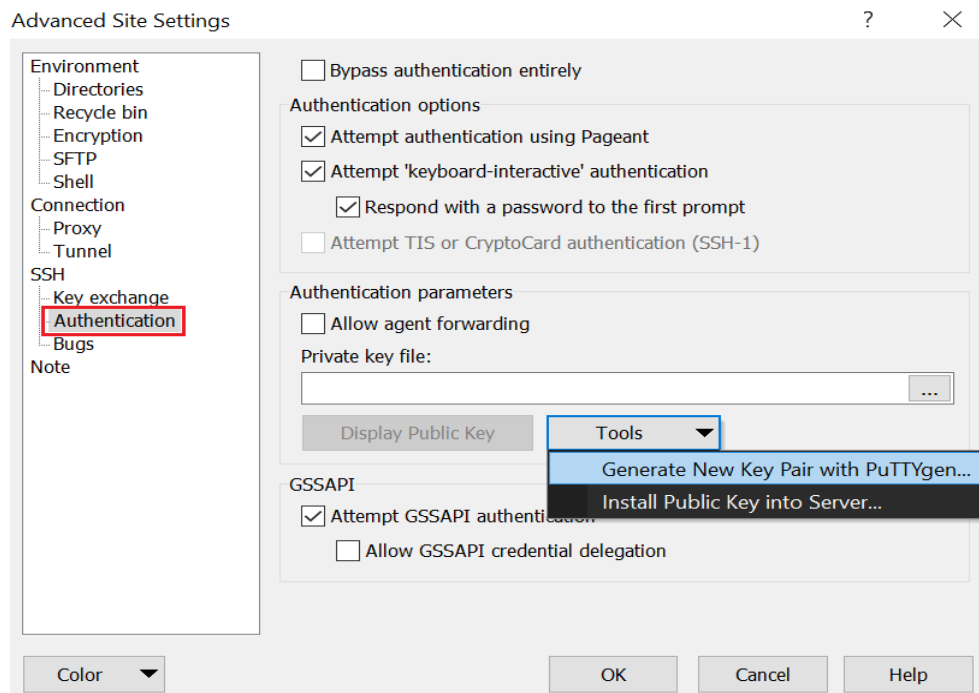 Advanced Site Settings
?
Environment
Directories
Recycle bin
Encryption
SFTP
Shell
Connection
Proxy
Tunnel
SSH
Key exchange
Authentication
Bugs
Note
Bypass authentication entirely
Authentication options
Attempt authentication using Pageant
Attempt 'keyboard-interactive' authentication
Respond with a password to the first prompt
Attempt TIS or CryptoCard authentication (SSH-1)
Authentication parameters
Allow agent forwarding
Private key file:
...
Display Public Key
Tools
Generate New Key Pair with PuTTYgen...
Install Public Key into Server...
GSSAPI
Attempt GSSAPI authentication
Allow GSSAPI credential delegation
Color
OK
Cancel
Help